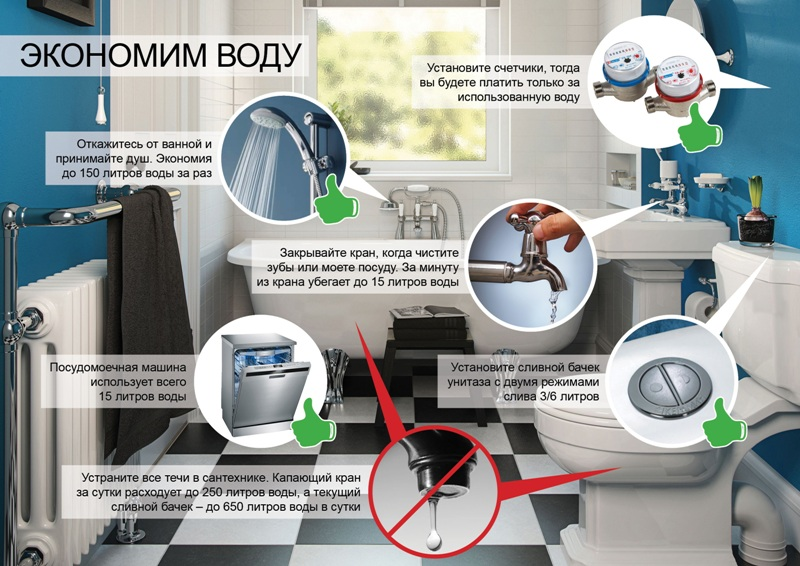 ЭКОНОМИМ ВОДУ
Установите счетчики, тогда
вы будете платить только за
использованную воду
Откажитесь от ванной и
принимайте душ. Экономия
до 150 литров воды за раз
Закрывайте кран, когда чистите
зубы или моете посуду. За минуту
из крана убегает до 15 литров воды
Посудомоечная машина
использует всего
15 литров воды
Установите сливной бачек
унитаза с двумя режимами
слива 3/6 литров
Устраните все течи в сантехнике. Капающий кран
за сутки расходует до 250 литров воды, а текущий
сливной бачек – до 650 литров воды в сутки